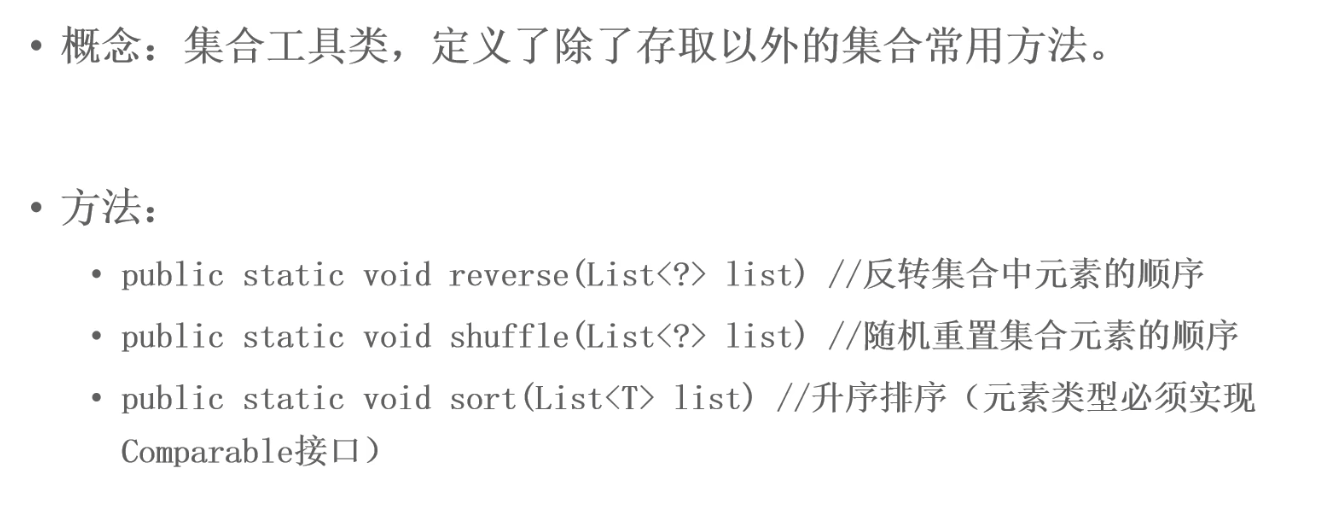 • 概念：集合工具类，定义了除了存取以外的集合常用方法。
• 方法：
• public static void reverse(List<?> list) //反转集合中元素的顺序
• public static void shuffle(List<?> list) //随机重置集合元素的顺序
• public static void sort(List<T> list) //升序排序（元素类型必须实现
Comparable接口）